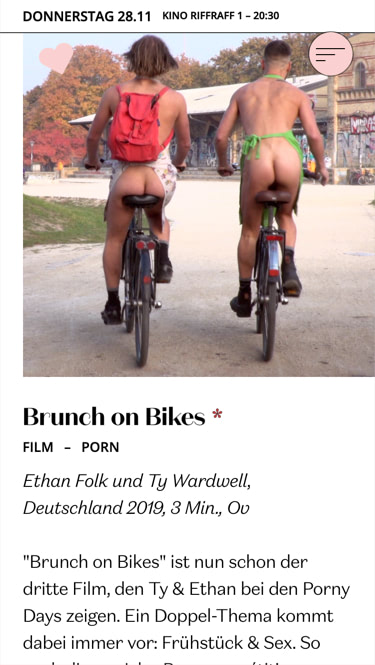 DONNERSTAG 28.11 KINO RIFFRAFF 1 – 20:30
Brunch on Bikes *
FILM – PORN
Ethan Folk und Ty Wardwell,
Deutschland 2019, 3 Min., Ov
"Brunch on Bikes" ist nun schon der
dritte Film, den Ty & Ethan bei den Porny
Days zeigen. Ein Doppel-Thema kommt
dabei immer vor: Frühstück & Sex. So